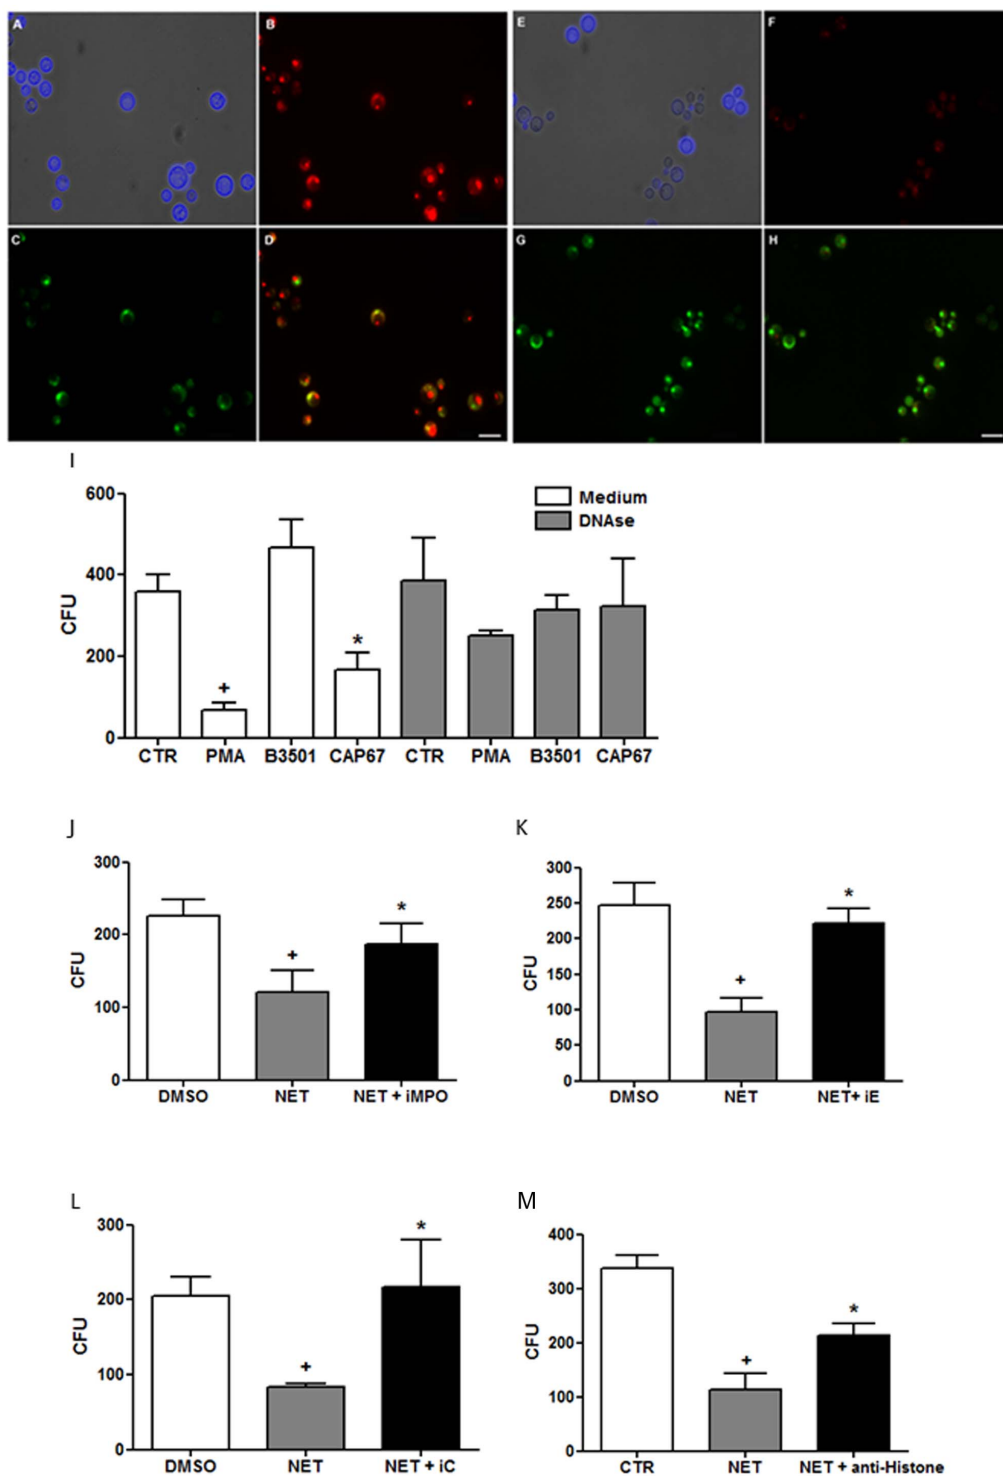 A B E F
C D G H
I
600
400
200
0
CFU
Medium
DNAse
+
*
CTR PMA B3501 CAP67 CTR PMA B3501 CAP67
J
300
200
100
0
CFU
+
*
DMSO NET NET + iMPO
K
300
250
200
150
100
50
0
CFU
+
*
DMSO NET NET+ iE
L
300
200
100
0
CFU
+
*
DMSO NET NET + iC
M
400
300
200
100
0
CFU
+
*
CTR NET NET + anti-Histone